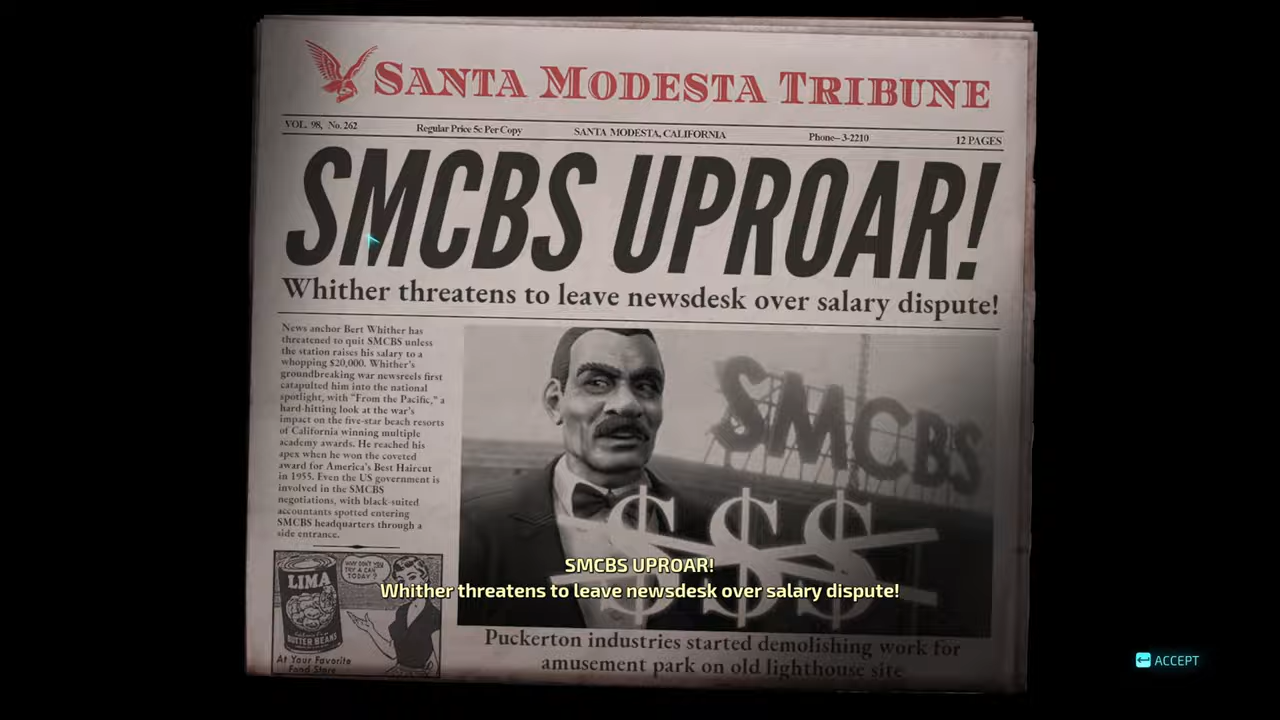 SANTA MODESTA TRIBUNE
VOL. 98, No. 262
Regular Price 5c Per Copy
SANTA MODESTA, CALIFORNIA
Phone–3-2210
12 PAGES
SMCBS UPROAR!
Whither threatens to leave newsdesk over salary dispute!
News anchor Bert Whither has
threatened to quit SMCBS unless
the station raises his salary to a
whopping $20,000. Whither's
groundbreaking war newsreels first
catapulted him into the national
spotlight, with "From the Pacific," a
hard-hitting look at the war's
impact on the five-star beach resorts
of California winning multiple
academy awards. He reached his
apex when he won the coveted
award for America's Best Haircut
in 1955. Even the US government is
involved in the SMCBS
negotiations, with black-suited
accountants spotted entering
SMCBS headquarters through a
side entrance.
SMCBS
$$$
SMCBS UPROAR!
Whither threatens to leave newsdesk over salary dispute!
LIMA
BUTTER BEANS
WHY DON'T YOU
TRY A CAN
TODAY?
At Your Favorite
Food Store
Puckerton industries started demolishing work for
amusement park on old lighthouse site
ACCEPT